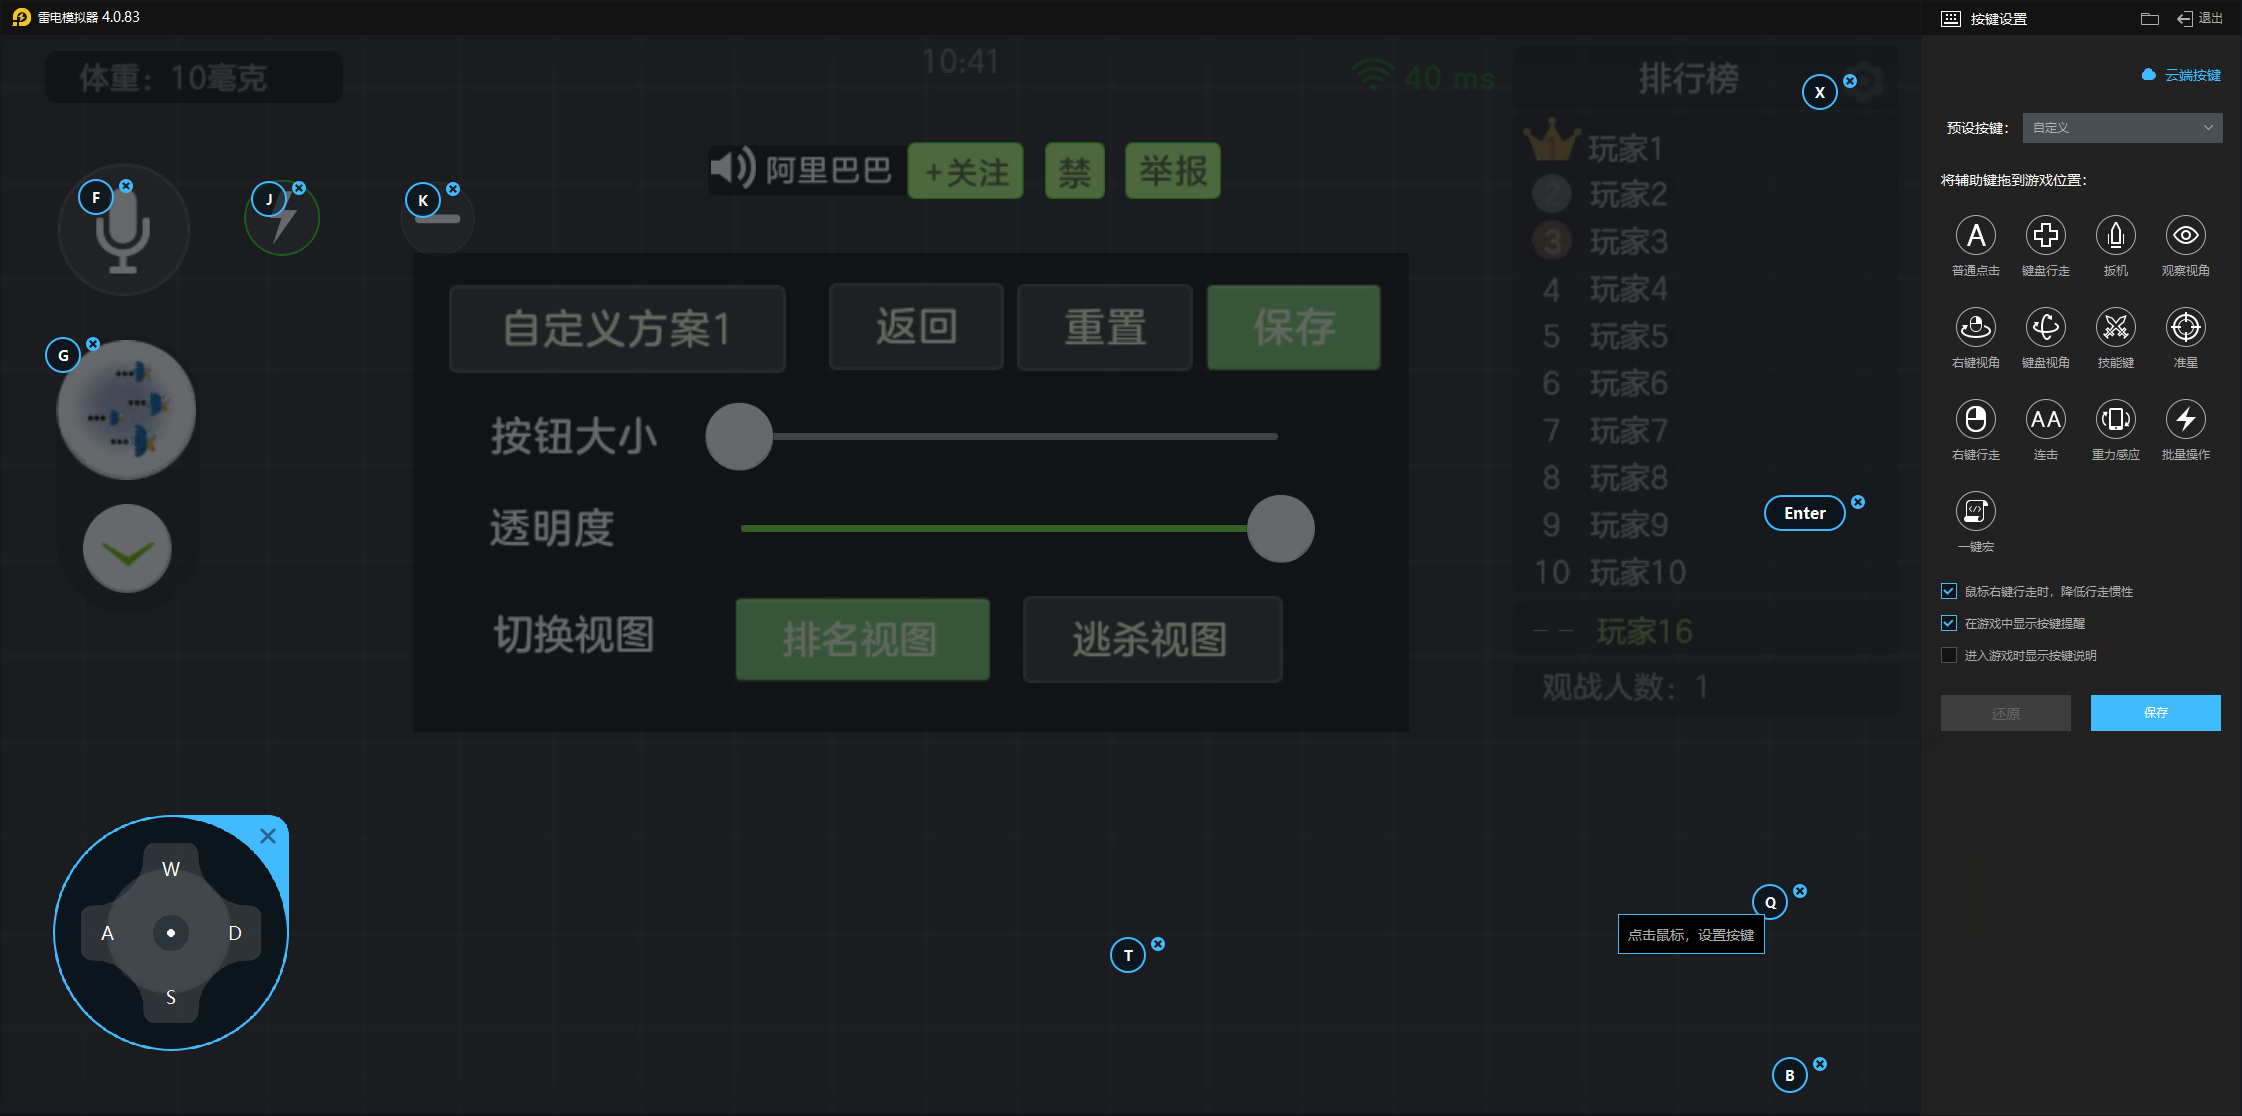 雷电模拟器 4.0.83
按键设置
退出
体重：10毫克
10:41
40 ms
排行榜
X
云端按键
预设按键：
自定义
将辅助键拖到游戏位置：
阿里巴巴
+关注
禁
举报
F
J
K
G
自定义方案1
返回
重置
保存
按钮大小
透明度
切换视图
排名视图
逃杀视图
1 玩家1
2 玩家2
3 玩家3
4 玩家4
5 玩家5
6 玩家6
7 玩家7
8 玩家8
9 玩家9
10 玩家10
-- 玩家16
观战人数：1
Enter
A
普通点击
键盘行走
扳机
观察视角
右键视角
键盘视角
技能键
准星
右键行走
AA
连击
重力感应
批量操作
</>
一键宏
鼠标右键行走时，降低行走惯性
在游戏中显示按键提醒
进入游戏时显示按键说明
还原
保存
W
A
D
S
T
Q
点击鼠标，设置按键
B